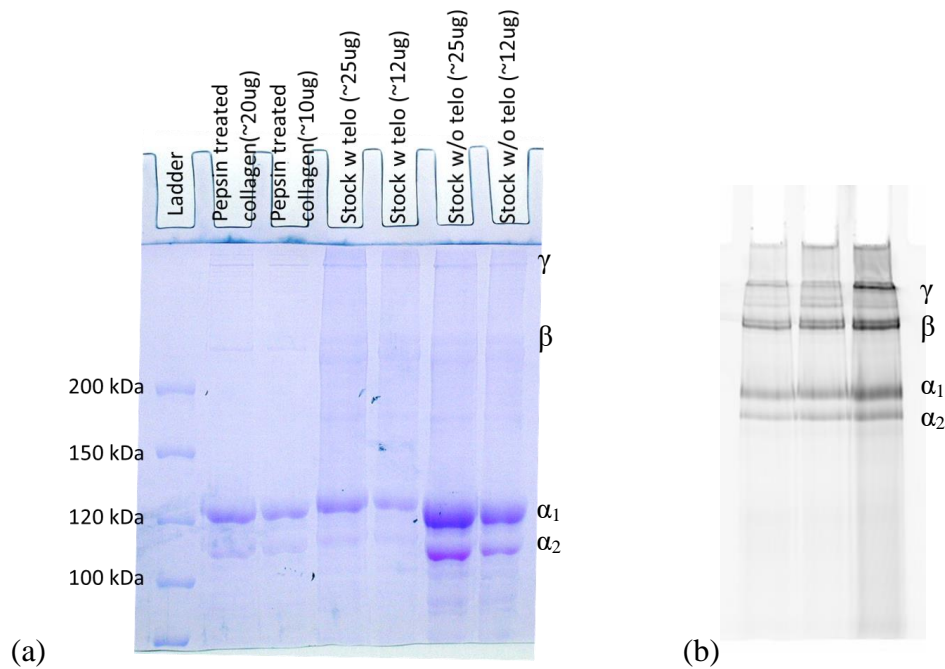 Ladder
Pepsin treated
collagen(~20ug)
Pepsin treated
collagen(~10ug)
Stock w telo (~25ug)
Stock w telo (~12ug)
Stock w/o telo (~25ug)
Stock w/o telo (~12ug)
γ
β
200 kDa
150 kDa
120 kDa
α₁
α₂
100 kDa
(a)
γ
β
α₁
α₂
(b)